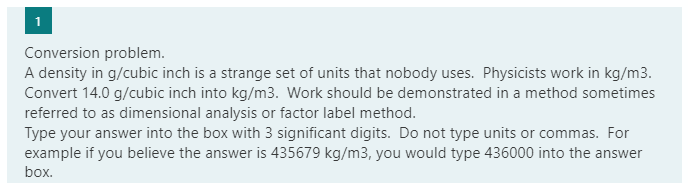 1
Conversion problem.
A density in g/cubic inch is a strange set of units that nobody uses.  Physicists work in kg/m3.
Convert 14.0 g/cubic inch into kg/m3.  Work should be demonstrated in a method sometimes
referred to as dimensional analysis or factor label method.
Type your answer into the box with 3 significant digits.  Do not type units or commas.  For
example if you believe the answer is 435679 kg/m3, you would type 436000 into the answer
box.